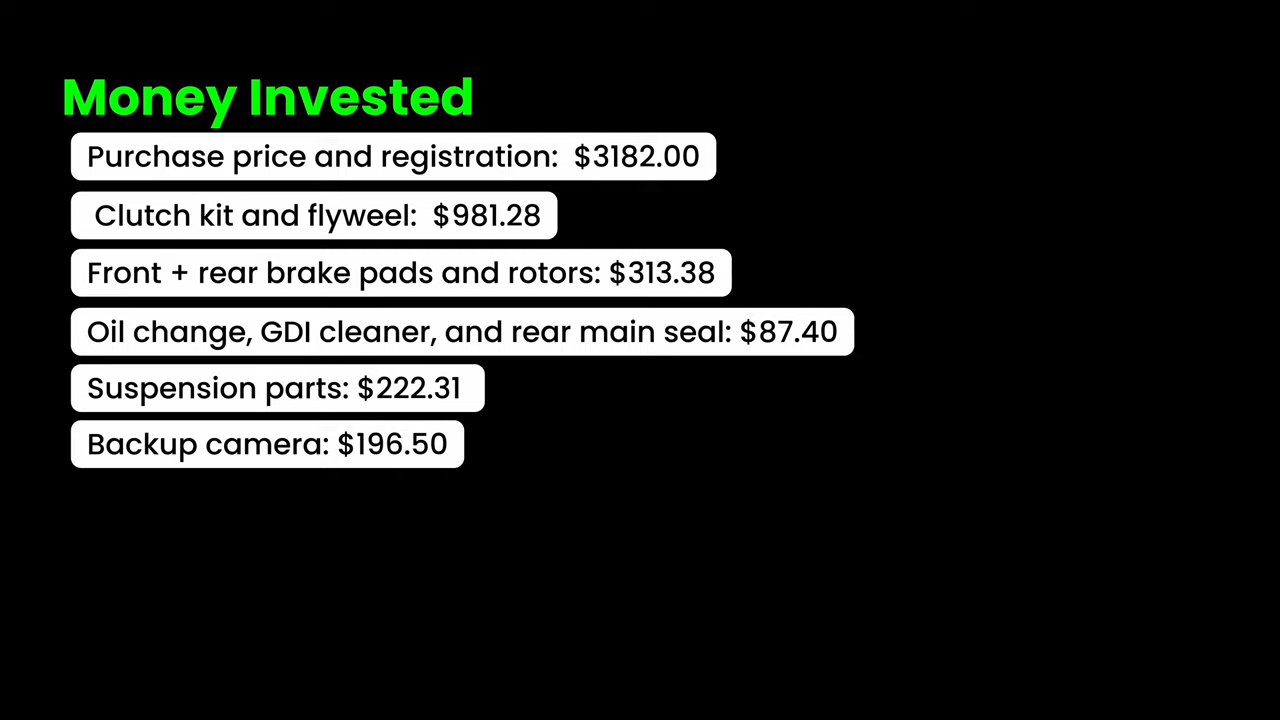 Money Invested
Purchase price and registration: $3182.00
Clutch kit and flyweel: $981.28
Front + rear brake pads and rotors: $313.38
Oil change, GDI cleaner, and rear main seal: $87.40
Suspension parts: $222.31
Backup camera: $196.50